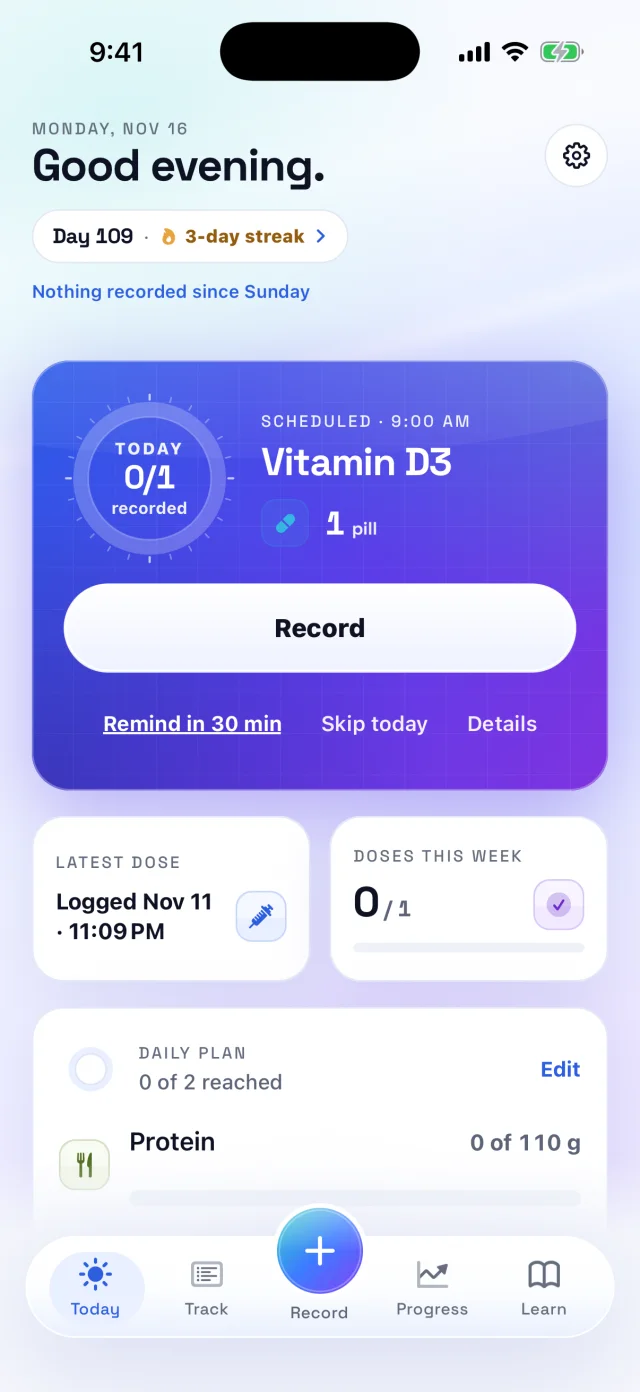 9:41
MONDAY, NOV 16
Good evening.
Day 109 · 3-day streak
Nothing recorded since Sunday
TODAY
0/1
recorded
SCHEDULED · 9:00 AM
Vitamin D3
1 pill
Record
Remind in 30 min
Skip today
Details
LATEST DOSE
Logged Nov 11
· 11:09 PM
DOSES THIS WEEK
0 / 1
DAILY PLAN
0 of 2 reached
Edit
Protein
0 of 110 g
Today
Track
Record
Progress
Learn